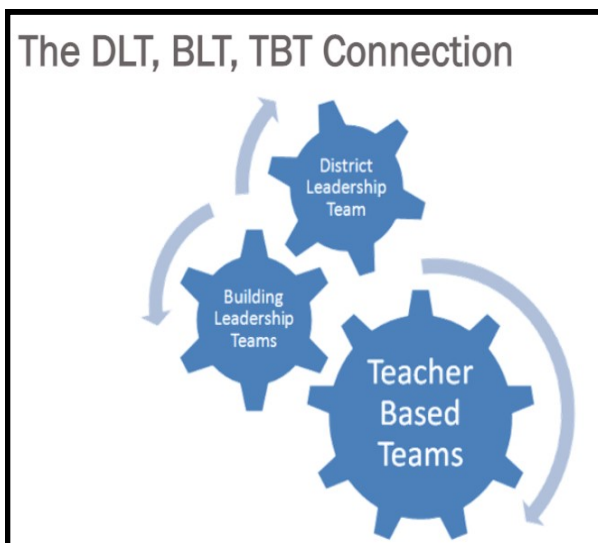 The DLT, BLT, TBT Connection
District
Leadership
Team
Building
Leadership
Teams
Teacher
Based
Teams